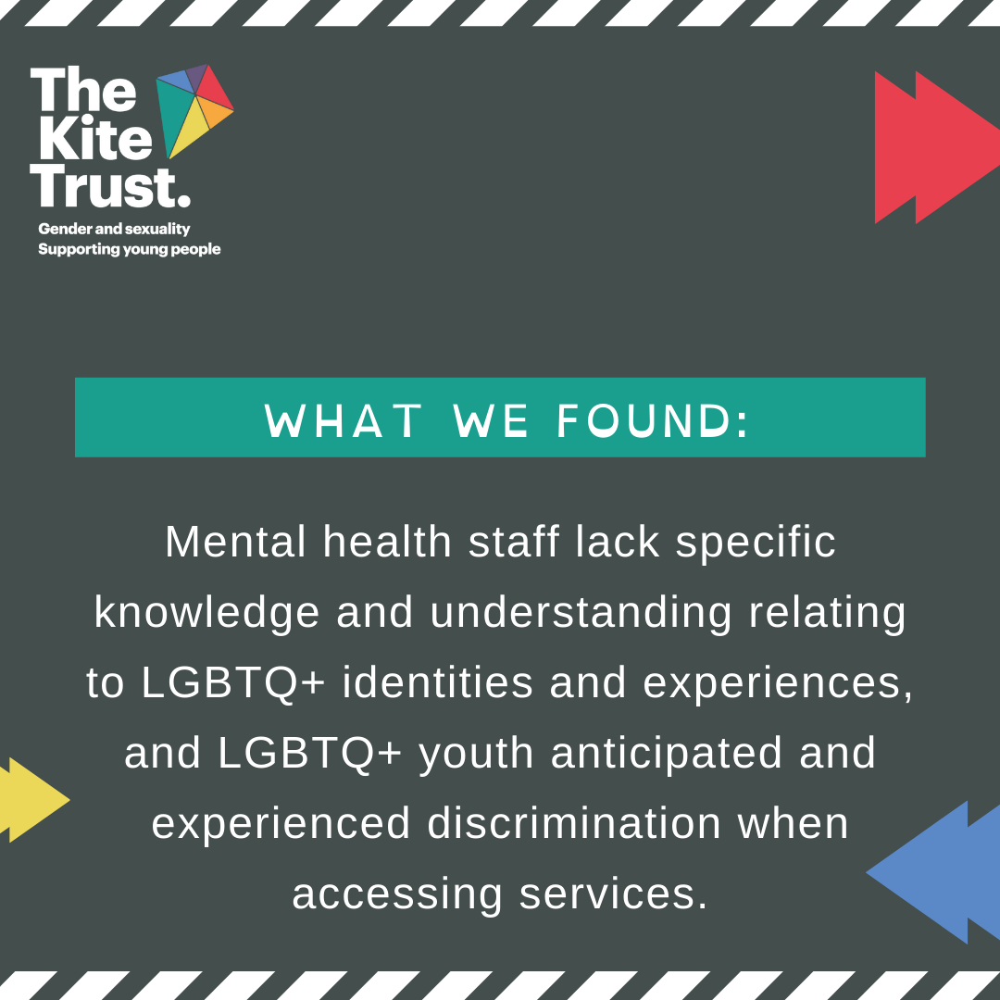 The
Kite
Trust.
Gender and sexuality
Supporting young people
WHAT WE FOUND:
Mental health staff lack specific
knowledge and understanding relating
to LGBTQ+ identities and experiences,
and LGBTQ+ youth anticipated and
experienced discrimination when
accessing services.